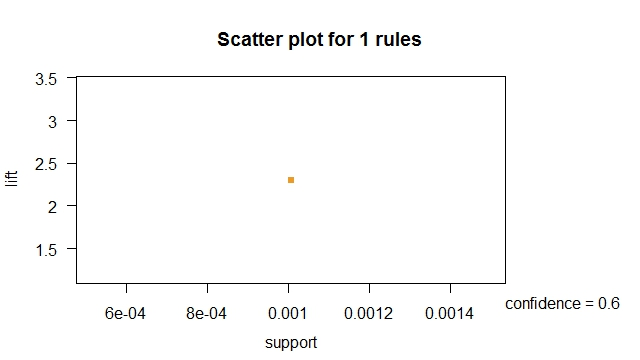 Scatter plot for 1 rules
3.5
3
2.5
2
1.5
lift
6e-04 8e-04 0.001 0.0012 0.0014
support
confidence = 0.6